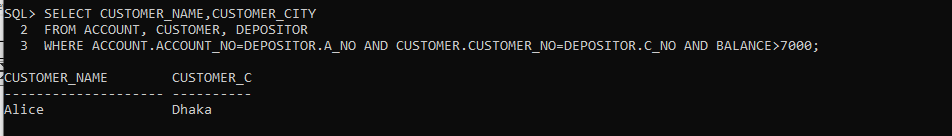 SQL> SELECT CUSTOMER_NAME,CUSTOMER_CITY
  2  FROM ACCOUNT, CUSTOMER, DEPOSITOR
  3  WHERE ACCOUNT.ACCOUNT_NO=DEPOSITOR.A_NO AND CUSTOMER.CUSTOMER_NO=DEPOSITOR.C_NO AND BALANCE>7000;
CUSTOMER_NAME        CUSTOMER_C
-------------------- ----------
Alice                Dhaka